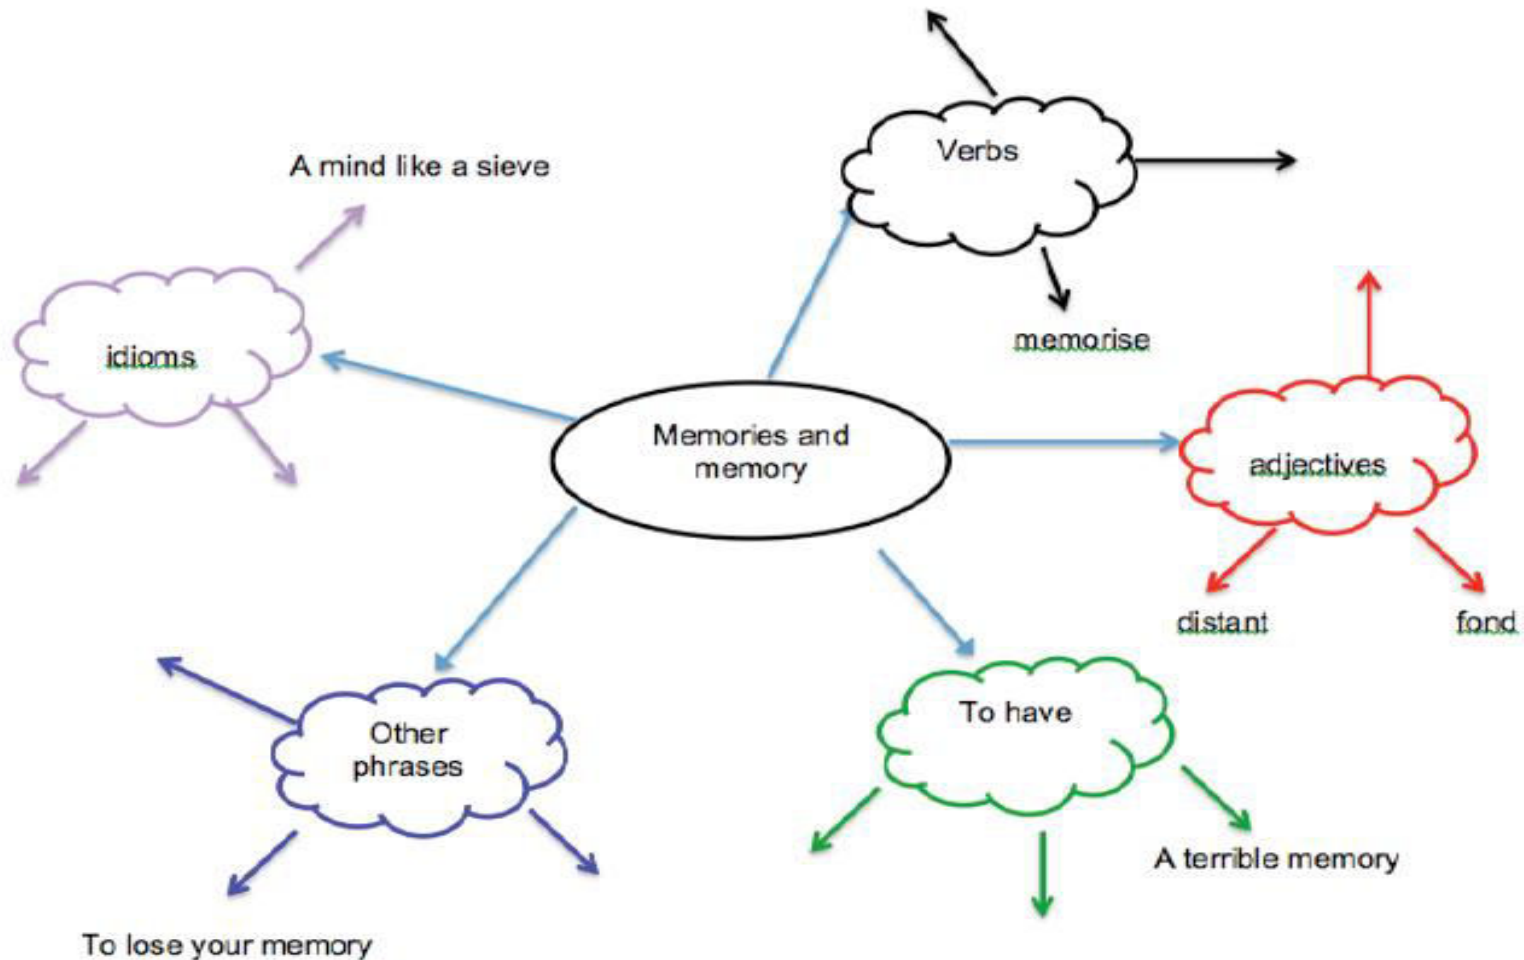 Verbs
A mind like a sieve
memorise
idioms
Memories and
memory
adjectives
distant
fond
To have
Other
phrases
A terrible memory
To lose your memory